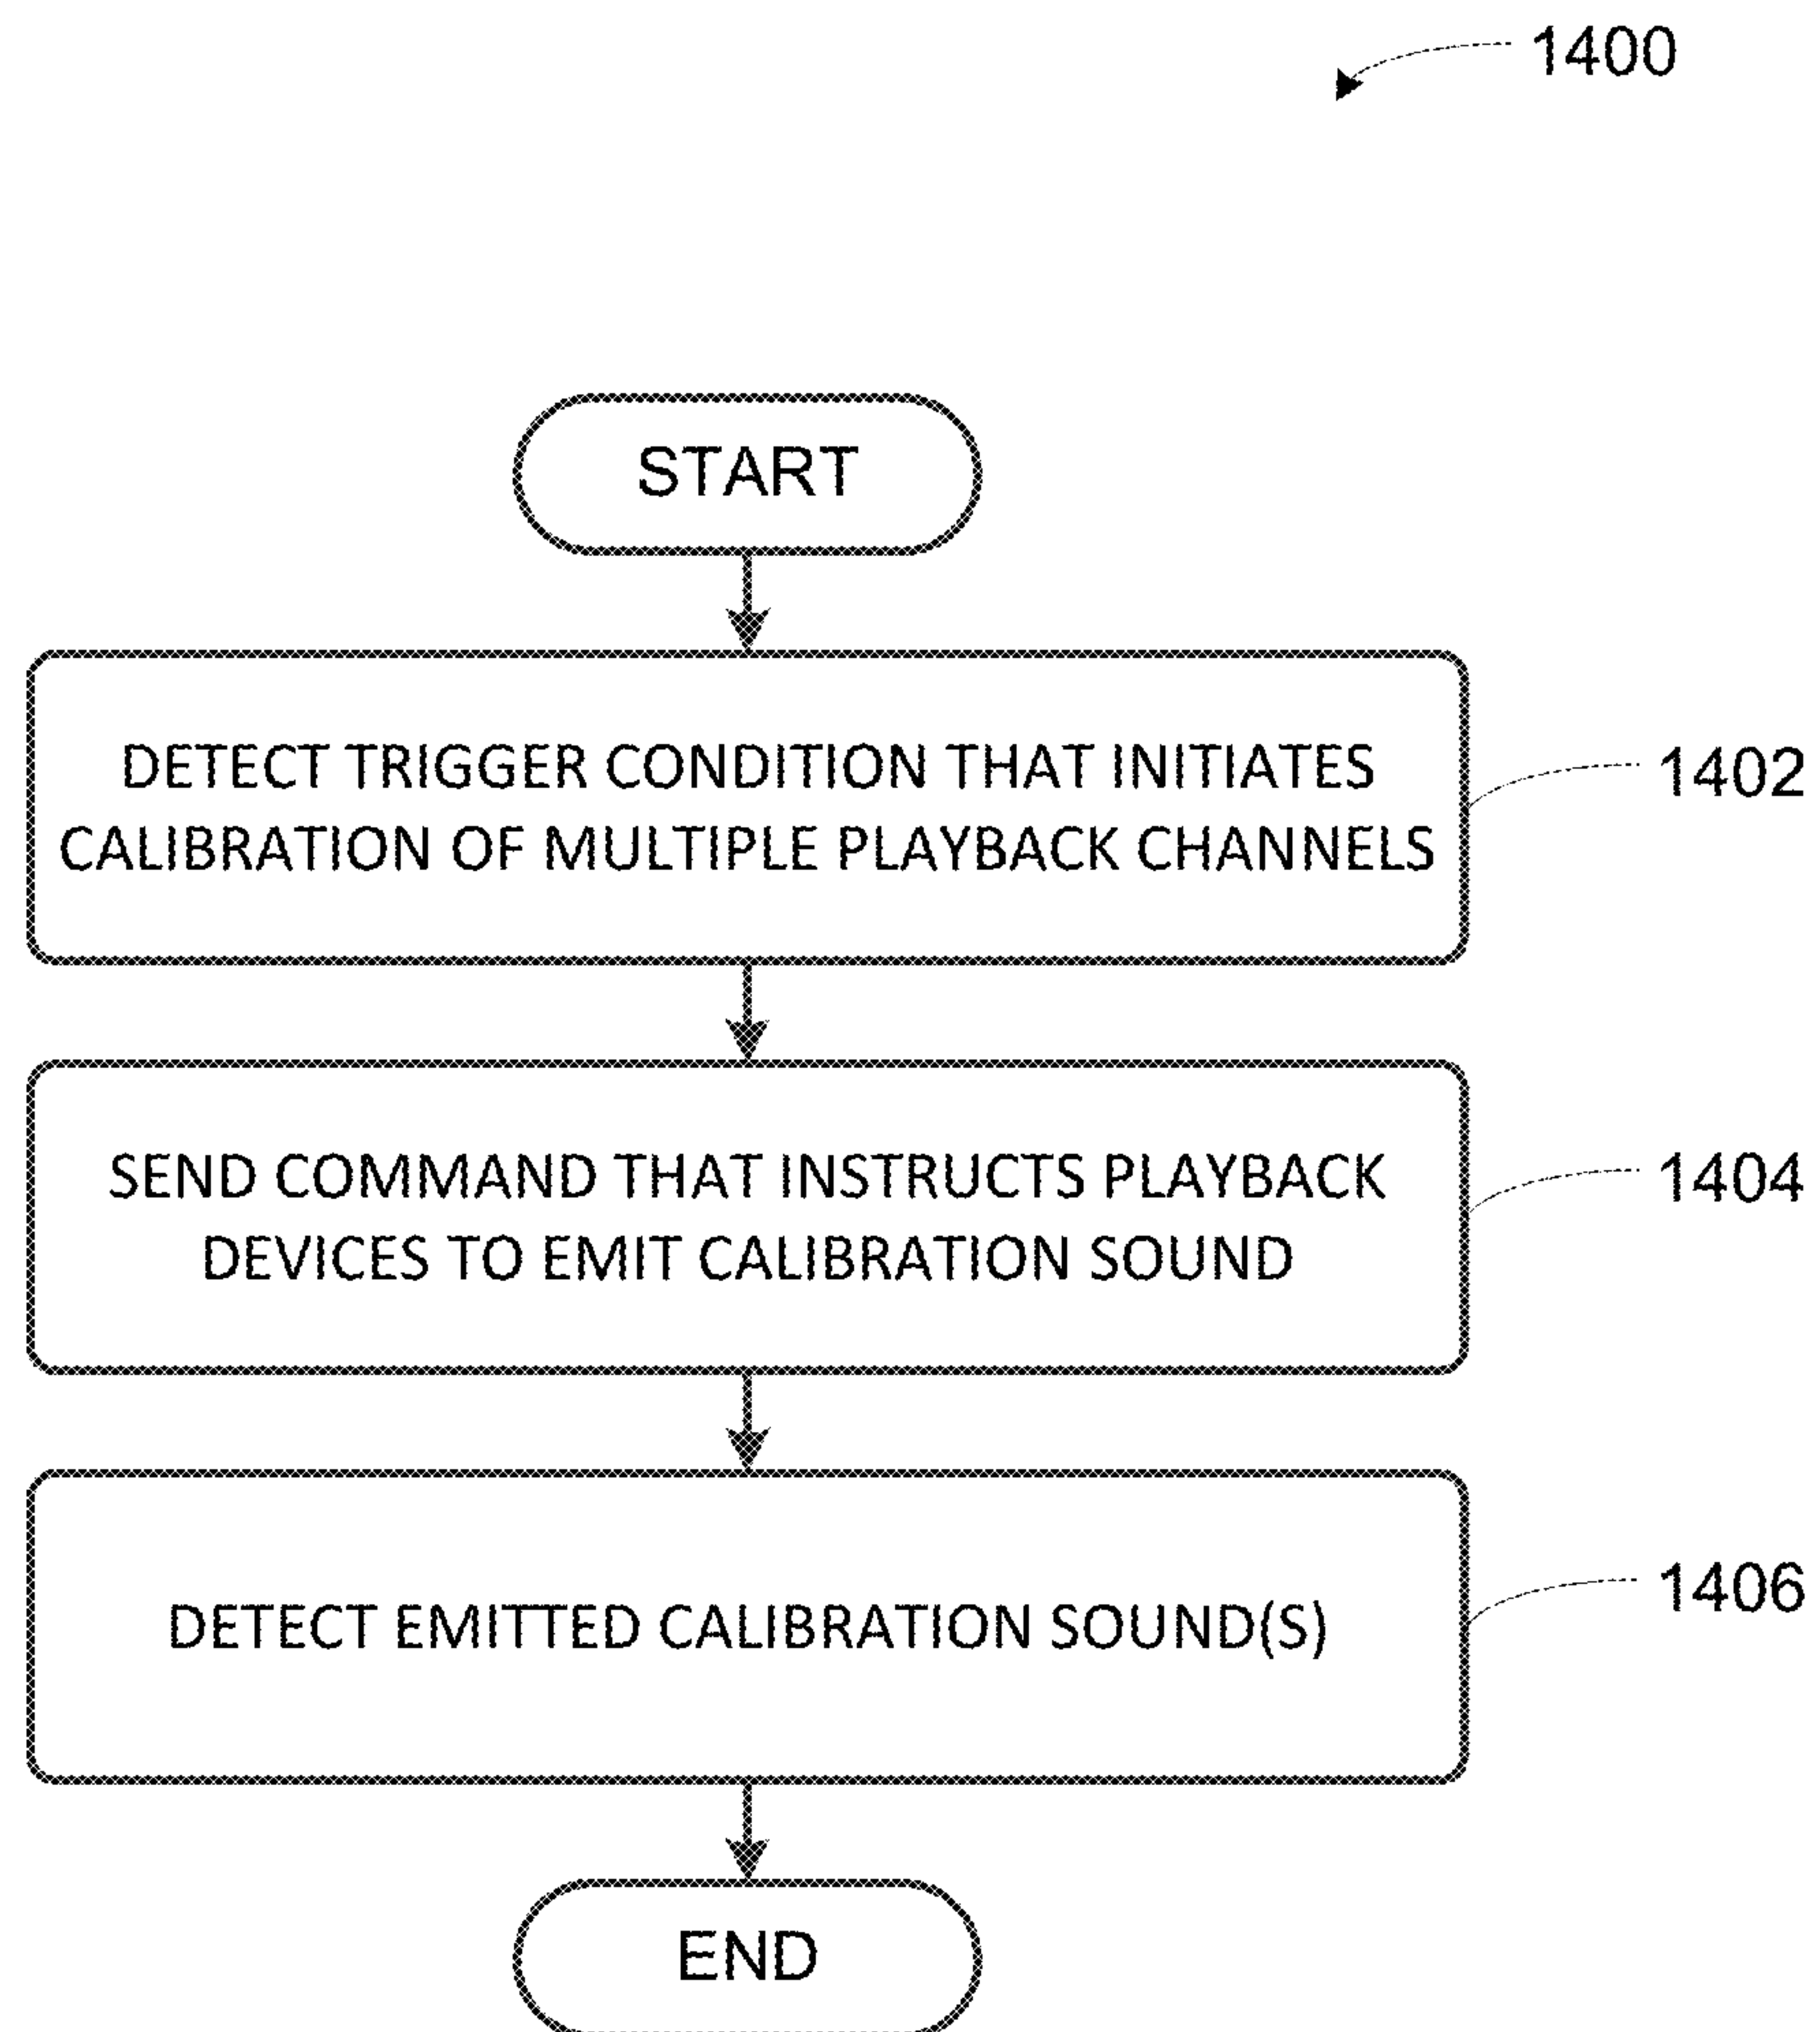 1400
START
DETECT TRIGGER CONDITION THAT INITIATES
CALIBRATION OF MULTIPLE PLAYBACK CHANNELS
1402
SEND COMMAND THAT INSTRUCTS PLAYBACK
DEVICES TO EMIT CALIBRATION SOUND
1404
DETECT EMITTED CALIBRATION SOUND(S)
1406
END